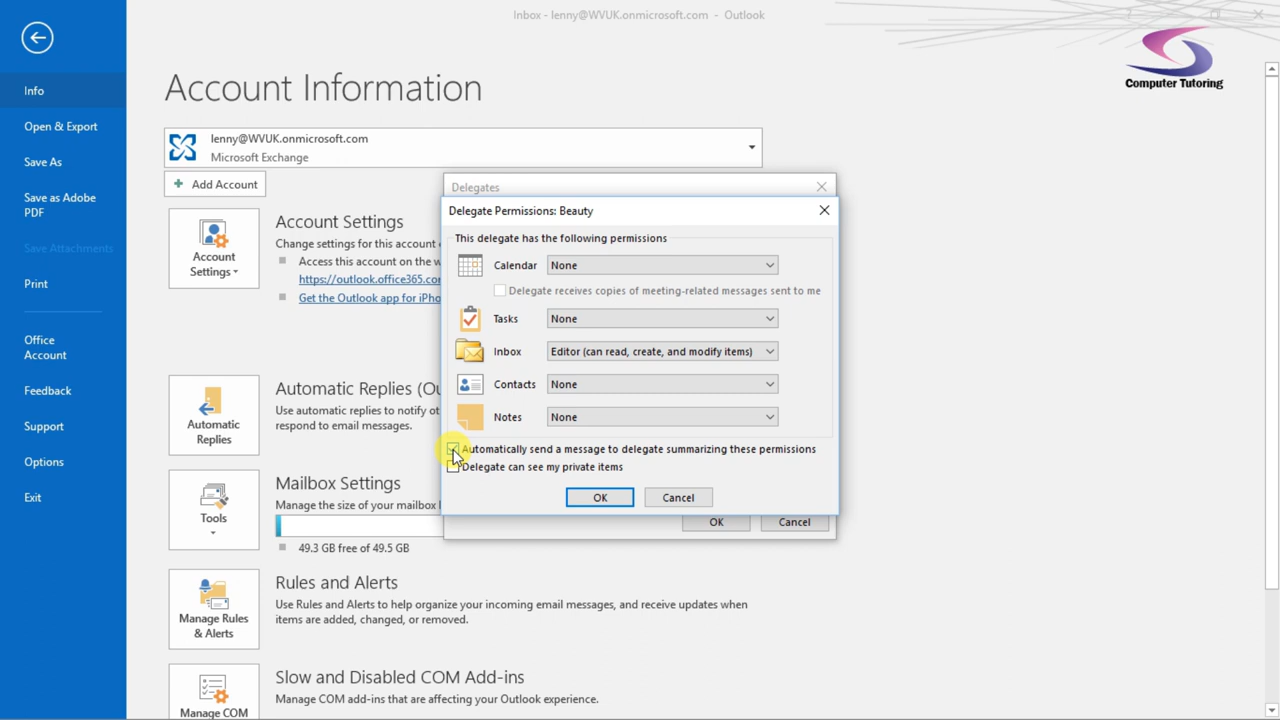 Inbox - lenny@WVUK.onmicrosoft.com - Outlook
?
Computer Tutoring
Info
Open & Export
Save As
Save as Adobe
PDF
Save Attachments
Print
Office
Account
Feedback
Support
Options
Exit
Account Information
lenny@WVUK.onmicrosoft.com
Microsoft Exchange
Add Account
Account
Settings
Account Settings
Change settings for this account
Access this account on the w
https://outlook.office365.co
Get the Outlook app for iPho
Automatic
Replies
Automatic Replies (Ou
Use automatic replies to notify ot
respond to email messages.
Tools
Mailbox Settings
Manage the size of your mailbox
49.3 GB free of 49.5 GB
Manage Rules
& Alerts
Rules and Alerts
Use Rules and Alerts to help organize your incoming email messages, and receive updates when
items are added, changed, or removed.
Manage COM
Slow and Disabled COM Add-ins
Manage COM add-ins that are affecting your Outlook experience.
Delegates
Delegate Permissions: Beauty
This delegate has the following permissions
Calendar None
Delegate receives copies of meeting-related messages sent to me
Tasks None
Inbox Editor (can read, create, and modify items)
Contacts None
Notes None
Automatically send a message to delegate summarizing these permissions
Delegate can see my private items
OK Cancel
OK Cancel